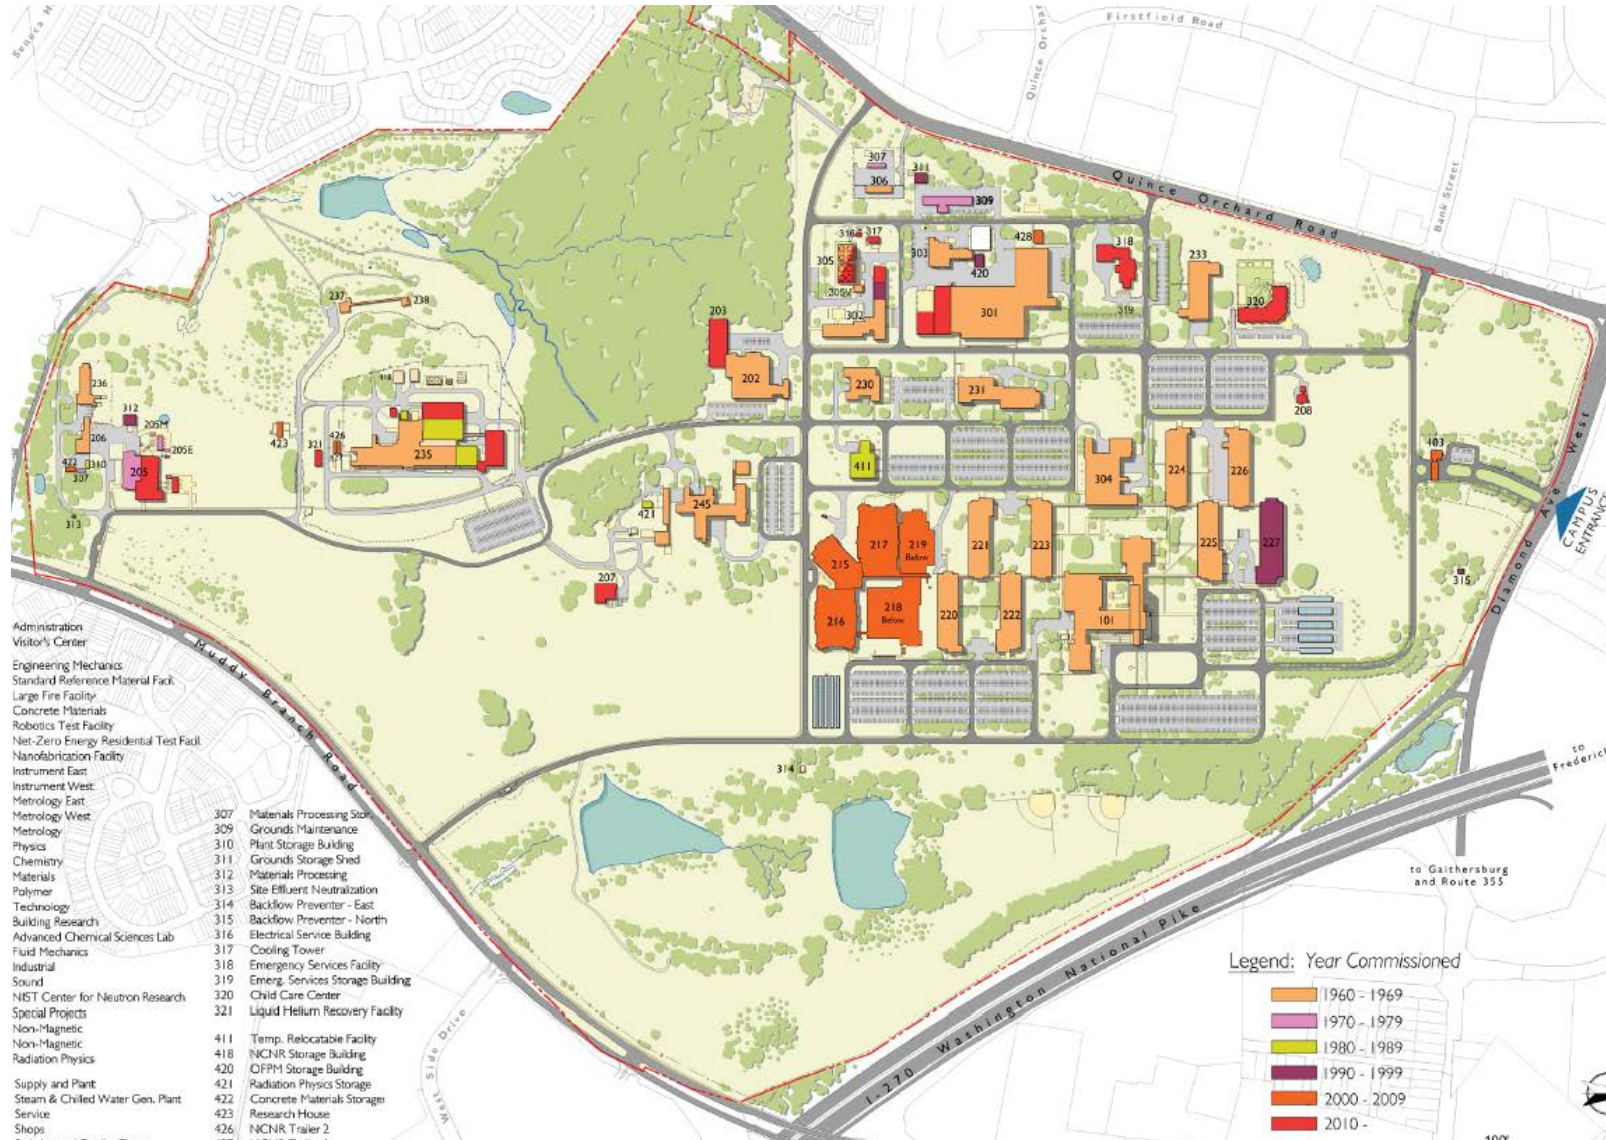 Firstfield Road
Quince Orch
Seneca H
Bank Street
Quince Orchard Road
307
311
306
309
316
317
428
318
303
305
420
233
305V
237
238
203
302
301
319
320
236
418
202
230
231
208
312
205M
423
426
103
206
205E
321
235
411
304
224
226
422
310
205
427
307
421
245
313
217
219
Below
221
223
225
227
215
207
315
218
Below
216
220
222
101
314
CAMPUS
ENTRANCE
Diamond Ave. West
Muddy Branch Road
to
Frederick
to Gaithersburg
and Route 355
I-270 Washington National Pike
West Side Drive
Administration
Visitor's Center
Engineering Mechanics
Standard Reference Material Facil.
Large Fire Facility
Concrete Materials
Robotics Test Facility
Net-Zero Energy Residential Test Facil.
Nanofabrication Facility
Instrument East
Instrument West
Metrology East
Metrology West
Metrology
Physics
Chemistry
Materials
Polymer
Technology
Building Research
Advanced Chemical Sciences Lab
Fluid Mechanics
Industrial
Sound
NIST Center for Neutron Research
Special Projects
Non-Magnetic
Non-Magnetic
Radiation Physics
Supply and Plant
Steam & Chilled Water Gen. Plant
Service
Shops
307 Materials Processing Stor.
309 Grounds Maintenance
310 Plant Storage Building
311 Grounds Storage Shed
312 Materials Processing
313 Site Effluent Neutralization
314 Backflow Preventer - East
315 Backflow Preventer - North
316 Electrical Service Building
317 Cooling Tower
318 Emergency Services Facility
319 Emerg. Services Storage Building
320 Child Care Center
321 Liquid Helium Recovery Facility
411 Temp. Relocatable Facility
418 NCNR Storage Building
420 OFPM Storage Building
421 Radiation Physics Storage
422 Concrete Materials Storage
423 Research House
426 NCNR Trailer 2
Legend: Year Commissioned
1960 - 1969
1970 - 1979
1980 - 1989
1990 - 1999
2000 - 2009
2010 -